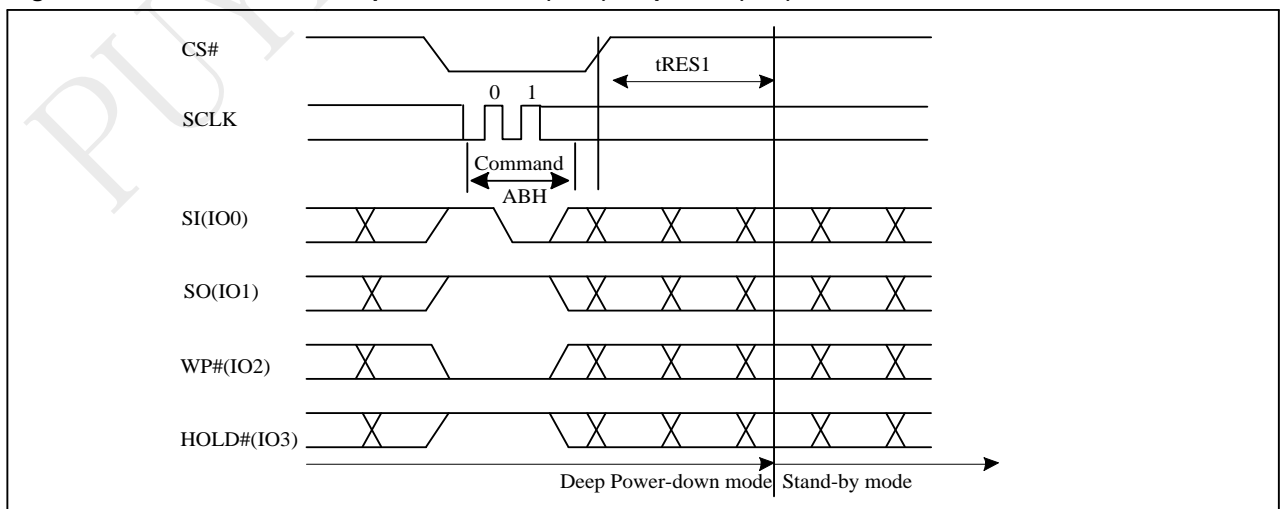 PUY
CS#
tRES1
0 1
SCLK
Command
ABH
SI(IO0)
SO(IO1)
WP#(IO2)
HOLD#(IO3)
Deep Power-down mode Stand-by mode